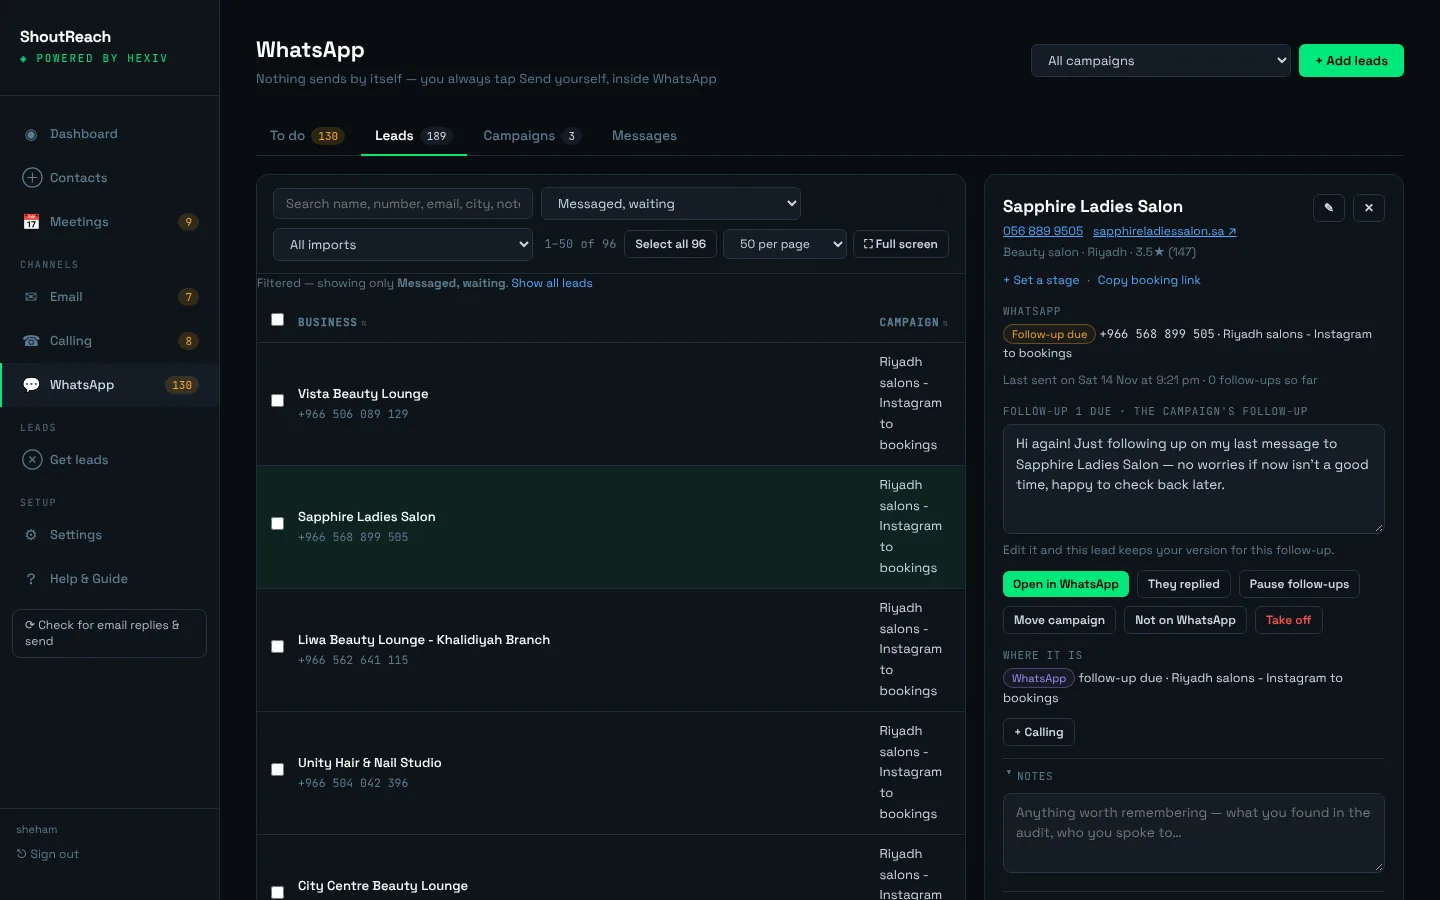 ShoutReach
◈ POWERED BY HEXIV
Dashboard
Contacts
Meetings 9
CHANNELS
Email 7
Calling 8
WhatsApp 130
LEADS
Get leads
SETUP
Settings
? Help & Guide
⟳ Check for email replies &
send
sheham
Sign out
WhatsApp
Nothing sends by itself — you always tap Send yourself, inside WhatsApp
All campaigns
+ Add leads
To do 130
Leads 189
Campaigns 3
Messages
Search name, number, email, city, note
Messaged, waiting
All imports
1–50 of 96
Select all 96
50 per page
Full screen
Filtered — showing only Messaged, waiting. Show all leads
BUSINESS
CAMPAIGN
Vista Beauty Lounge
+966 506 089 129
Riyadh
salons -
Instagram
to
bookings
Sapphire Ladies Salon
+966 568 899 505
Riyadh
salons -
Instagram
to
bookings
Liwa Beauty Lounge - Khalidiyah Branch
+966 562 641 115
Riyadh
salons -
Instagram
to
bookings
Unity Hair & Nail Studio
+966 504 042 396
Riyadh
salons -
Instagram
to
bookings
City Centre Beauty Lounge
Riyadh
salons -
Instagram
Sapphire Ladies Salon
056 889 9505 sapphireladiessalon.sa ↗
Beauty salon · Riyadh · 3.5★ (147)
+ Set a stage · Copy booking link
WHATSAPP
Follow-up due +966 568 899 505 · Riyadh salons - Instagram
to bookings
Last sent on Sat 14 Nov at 9:21 pm · 0 follow-ups so far
FOLLOW-UP 1 DUE · THE CAMPAIGN'S FOLLOW-UP
Hi again! Just following up on my last message to
Sapphire Ladies Salon — no worries if now isn't a good
time, happy to check back later.
Edit it and this lead keeps your version for this follow-up.
Open in WhatsApp
They replied
Pause follow-ups
Move campaign
Not on WhatsApp
Take off
WHERE IT IS
WhatsApp follow-up due · Riyadh salons - Instagram to
bookings
+ Calling
NOTES
Anything worth remembering — what you found in the
audit, who you spoke to…